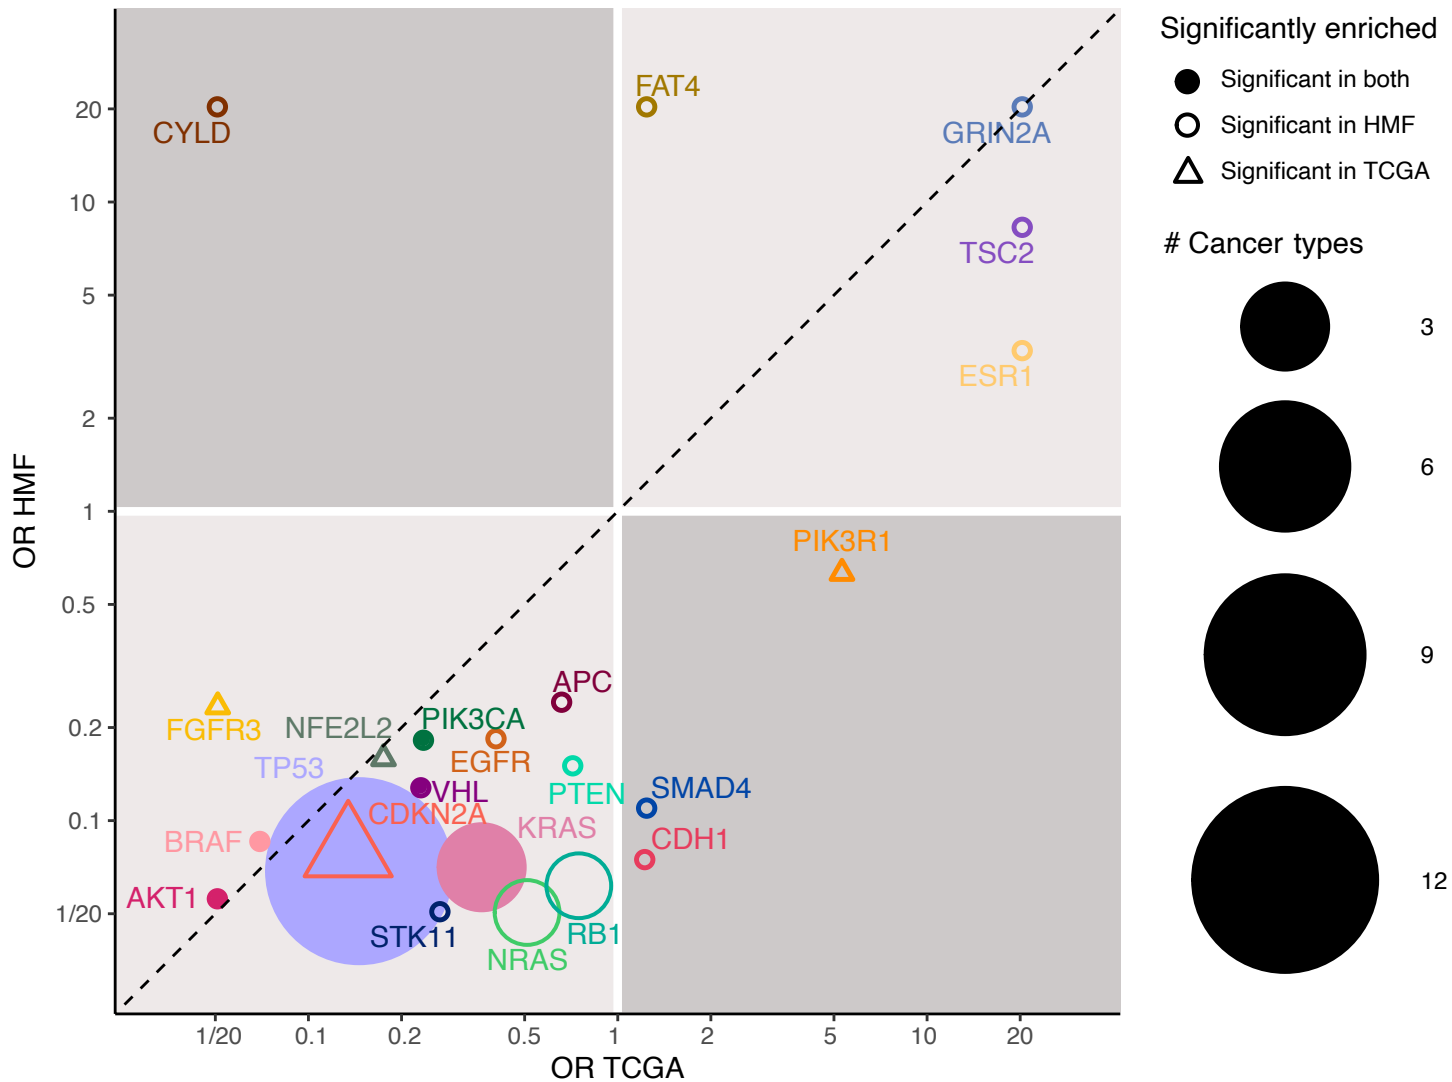 Significantly enriched
Significant in both
Significant in HMF
Significant in TCGA
# Cancer types
3
6
9
12
OR HMF
20
10
5
2
1
0.5
0.2
0.1
1/20
CYLD
FAT4
GRIN2A
TSC2
ESR1
PIK3R1
APC
FGFR3
NFE2L2
PIK3CA
EGFR
TP53
PTEN
VHL
SMAD4
CDKN2A
KRAS
BRAF
CDH1
AKT1
STK11
RB1
NRAS
1/20
0.1
0.2
0.5
1
2
5
10
20
OR TCGA